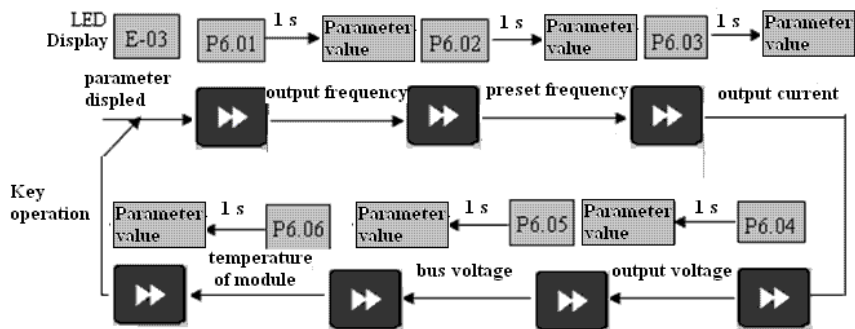 LED
Display
E-03
P6.01
1 s
Parameter
value
P6.02
1 s
Parameter
value
P6.03
1 s
Parameter
value
parameter
displed
output frequency
preset frequency
output current
Key
operation
Parameter
value
1 s
P6.06
Parameter
value
1 s
P6.05
Parameter
value
1 s
P6.04
temperature
of module
bus voltage
output voltage